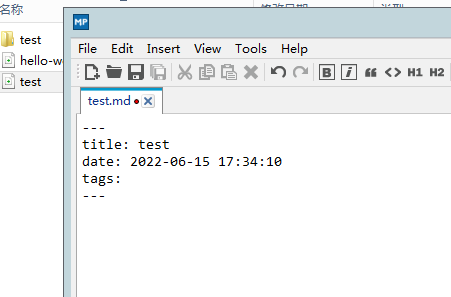 名称
test
hello-w
test
MP
File Edit Insert View Tools Help
B i “ <> H1 H2
test.md
---
title: test
date: 2022-06-15 17:34:10
tags:
---